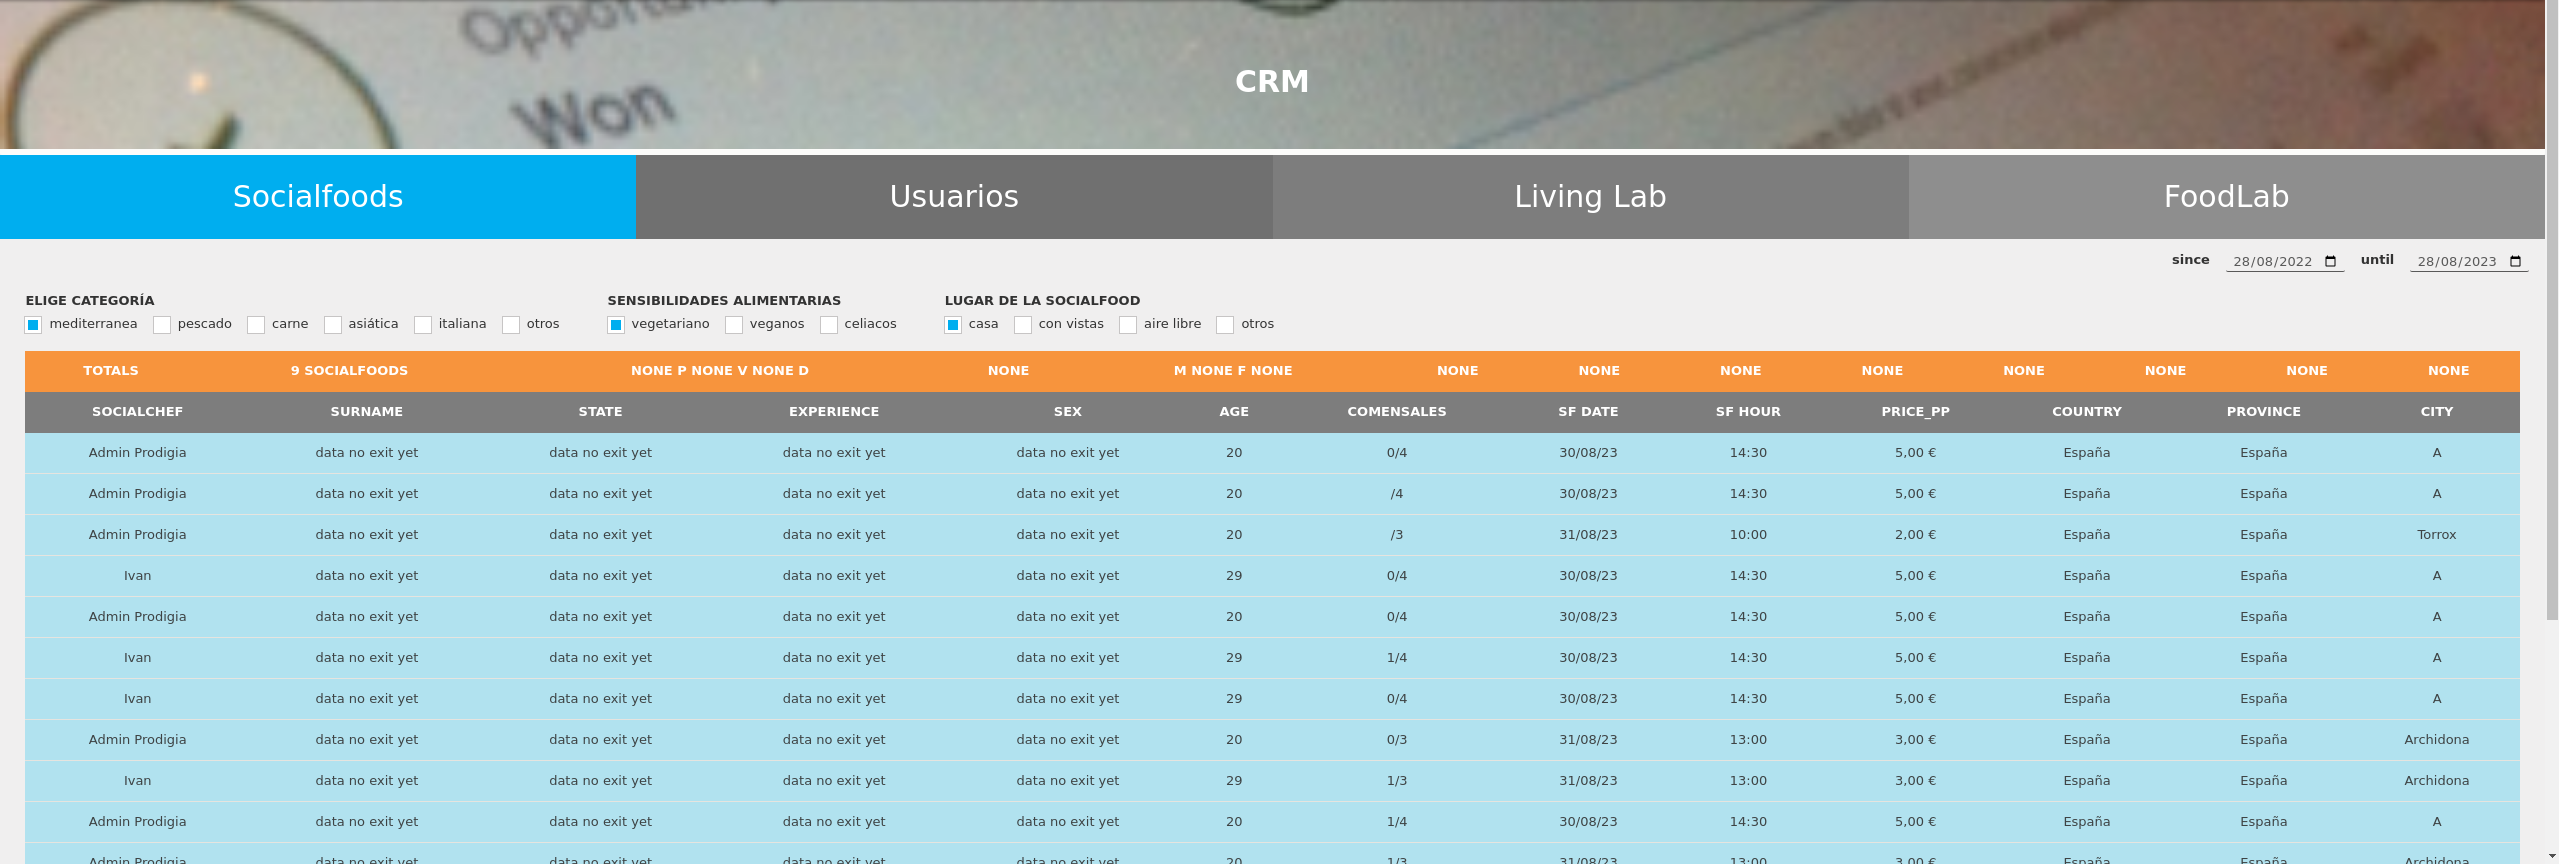 Won
CRM
Socialfoods Usuarios Living Lab FoodLab
since 28/08/2022 until 28/08/2023
ELIGE CATEGORÍA SENSIBILIDADES ALIMENTARIAS LUGAR DE LA SOCIALFOOD
mediterranea pescado carne asiática italiana otros vegetariano veganos celiacos casa con vistas aire libre otros
TOTALS 9 SOCIALFOODS NONE P NONE V NONE D NONE M NONE F NONE NONE NONE NONE NONE NONE NONE NONE NONE
SOCIALCHEF SURNAME STATE EXPERIENCE SEX AGE COMENSALES SF DATE SF HOUR PRICE_PP COUNTRY PROVINCE CITY
Admin Prodigia data no exit yet data no exit yet data no exit yet data no exit yet 20 0/4 30/08/23 14:30 5,00 € España España A
Admin Prodigia data no exit yet data no exit yet data no exit yet data no exit yet 20 /4 30/08/23 14:30 5,00 € España España A
Admin Prodigia data no exit yet data no exit yet data no exit yet data no exit yet 20 /3 31/08/23 10:00 2,00 € España España Torrox
Ivan data no exit yet data no exit yet data no exit yet data no exit yet 29 0/4 30/08/23 14:30 5,00 € España España A
Admin Prodigia data no exit yet data no exit yet data no exit yet data no exit yet 20 0/4 30/08/23 14:30 5,00 € España España A
Ivan data no exit yet data no exit yet data no exit yet data no exit yet 29 1/4 30/08/23 14:30 5,00 € España España A
Ivan data no exit yet data no exit yet data no exit yet data no exit yet 29 0/4 30/08/23 14:30 5,00 € España España A
Admin Prodigia data no exit yet data no exit yet data no exit yet data no exit yet 20 0/3 31/08/23 13:00 3,00 € España España Archidona
Ivan data no exit yet data no exit yet data no exit yet data no exit yet 29 1/3 31/08/23 13:00 3,00 € España España Archidona
Admin Prodigia data no exit yet data no exit yet data no exit yet data no exit yet 20 1/4 30/08/23 14:30 5,00 € España España A
Admin Prodigia data no exit yet data no exit yet data no exit yet data no exit yet 20 1/3 31/08/23 13:00 3,00 € España España Archidona